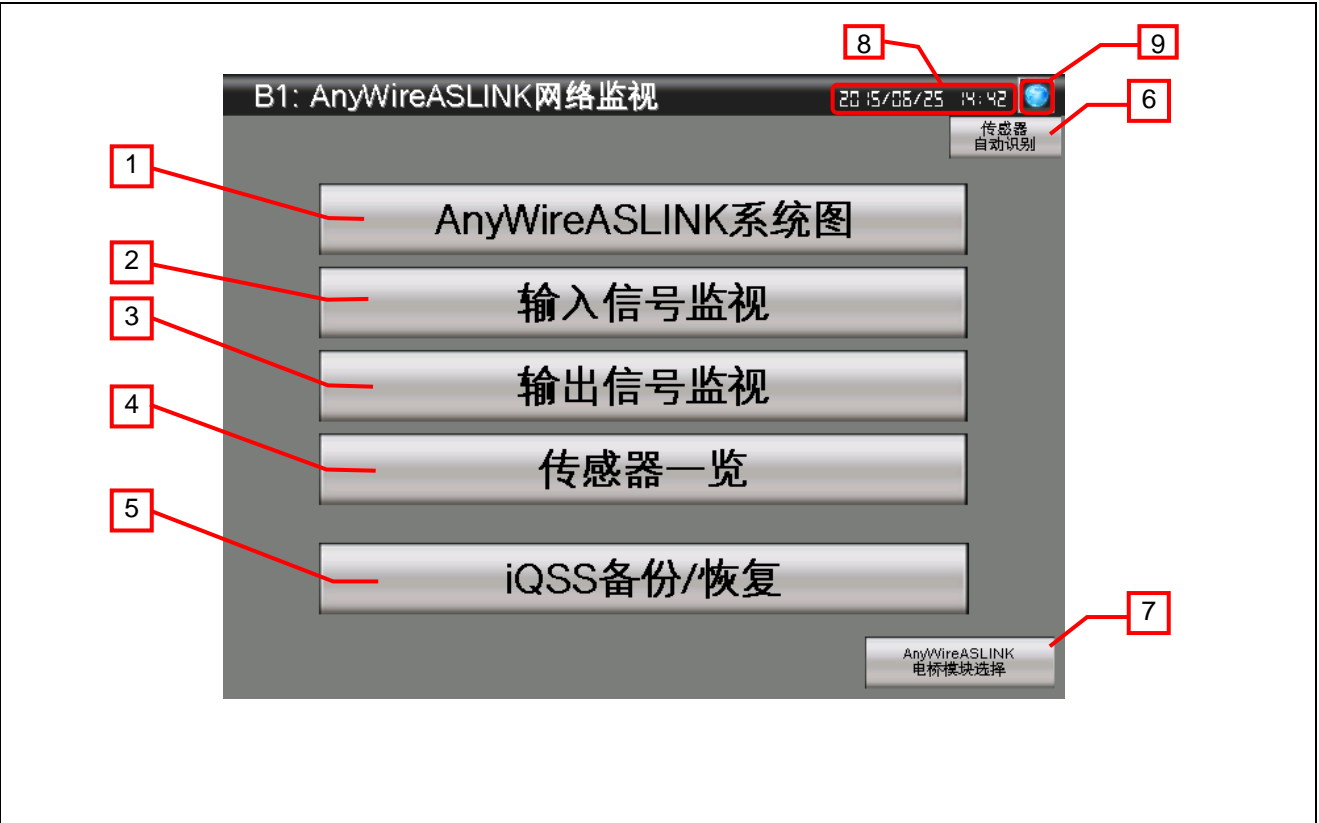 8
9
B1: AnyWireASLINK网络监视
2015/06/25 14:42
6
传感器
自动识别
1
AnyWireASLINK系统图
2
输入信号监视
3
输出信号监视
4
传感器一览
5
iQSS备份/恢复
7
AnyWireASLINK
电桥模块选择